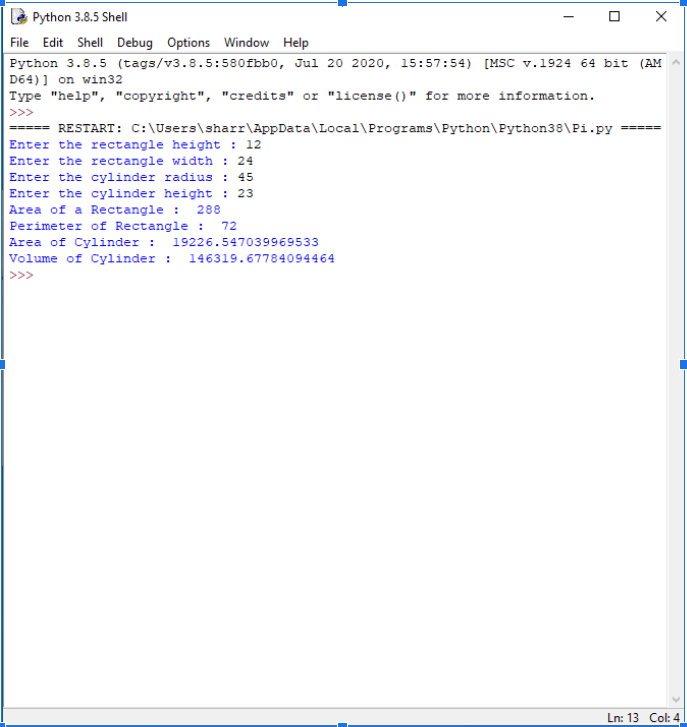 Python 3.8.5 Shell
File Edit Shell Debug Options Window Help
Python 3.8.5 (tags/v3.8.5:580fbb0, Jul 20 2020, 15:57:54) [MSC v.1924 64 bit (AM
D64)] on win32
Type "help", "copyright", "credits" or "license()" for more information.
>>>
===== RESTART: C:\Users\sharr\AppData\Local\Programs\Python\Python38\Pi.py =====
Enter the rectangle height : 12
Enter the rectangle width : 24
Enter the cylinder radius : 45
Enter the cylinder height : 23
Area of a Rectangle :  288
Perimeter of Rectangle :  72
Area of Cylinder :  19226.547039969533
Volume of Cylinder :  146319.67784094464
>>>
Ln: 13 Col: 4